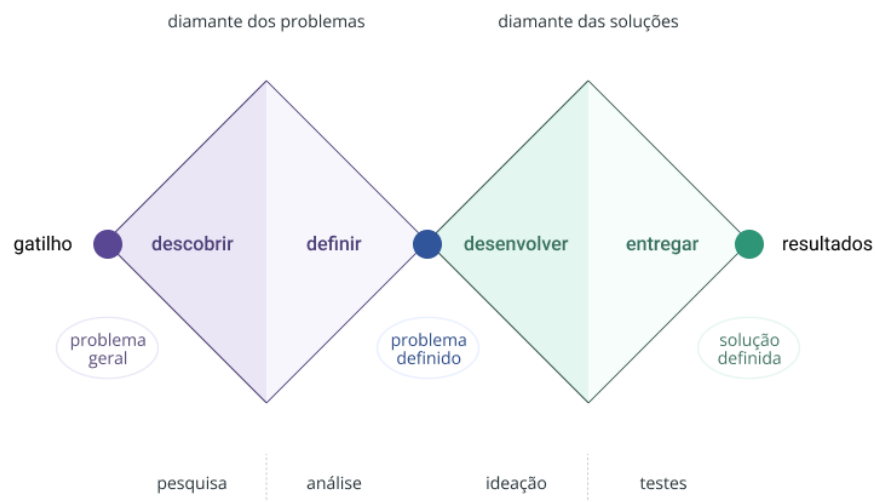 diamante dos problemas
diamante das soluções
gatilho
descobrir
definir
desenvolver
entregar
resultados
problema
geral
problema
definido
solução
definida
pesquisa
análise
ideação
testes